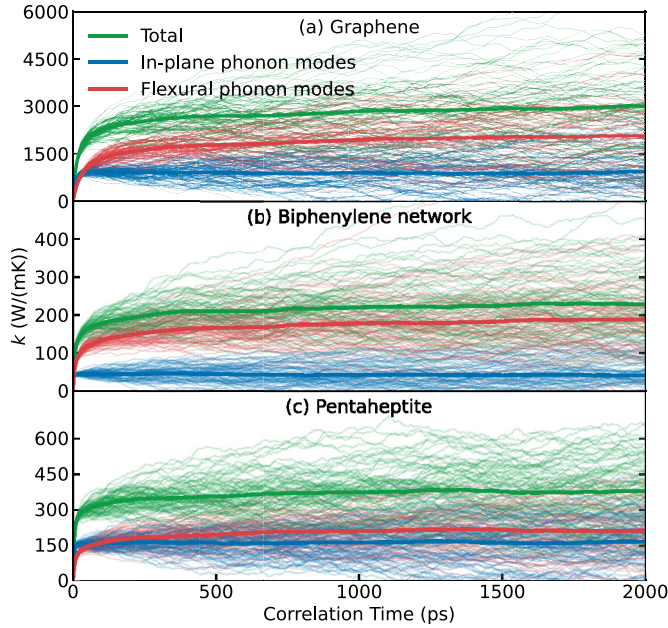 6000
(a) Graphene
Total
In-plane phonon modes
Flexural phonon modes
4500
3000
1500
0
(b) Biphenylene network
400
300
200
100
0
(c) Pentaheptite
600
450
300
150
0
k (W/(mK))
0 500 1000 1500 2000
Correlation Time (ps)